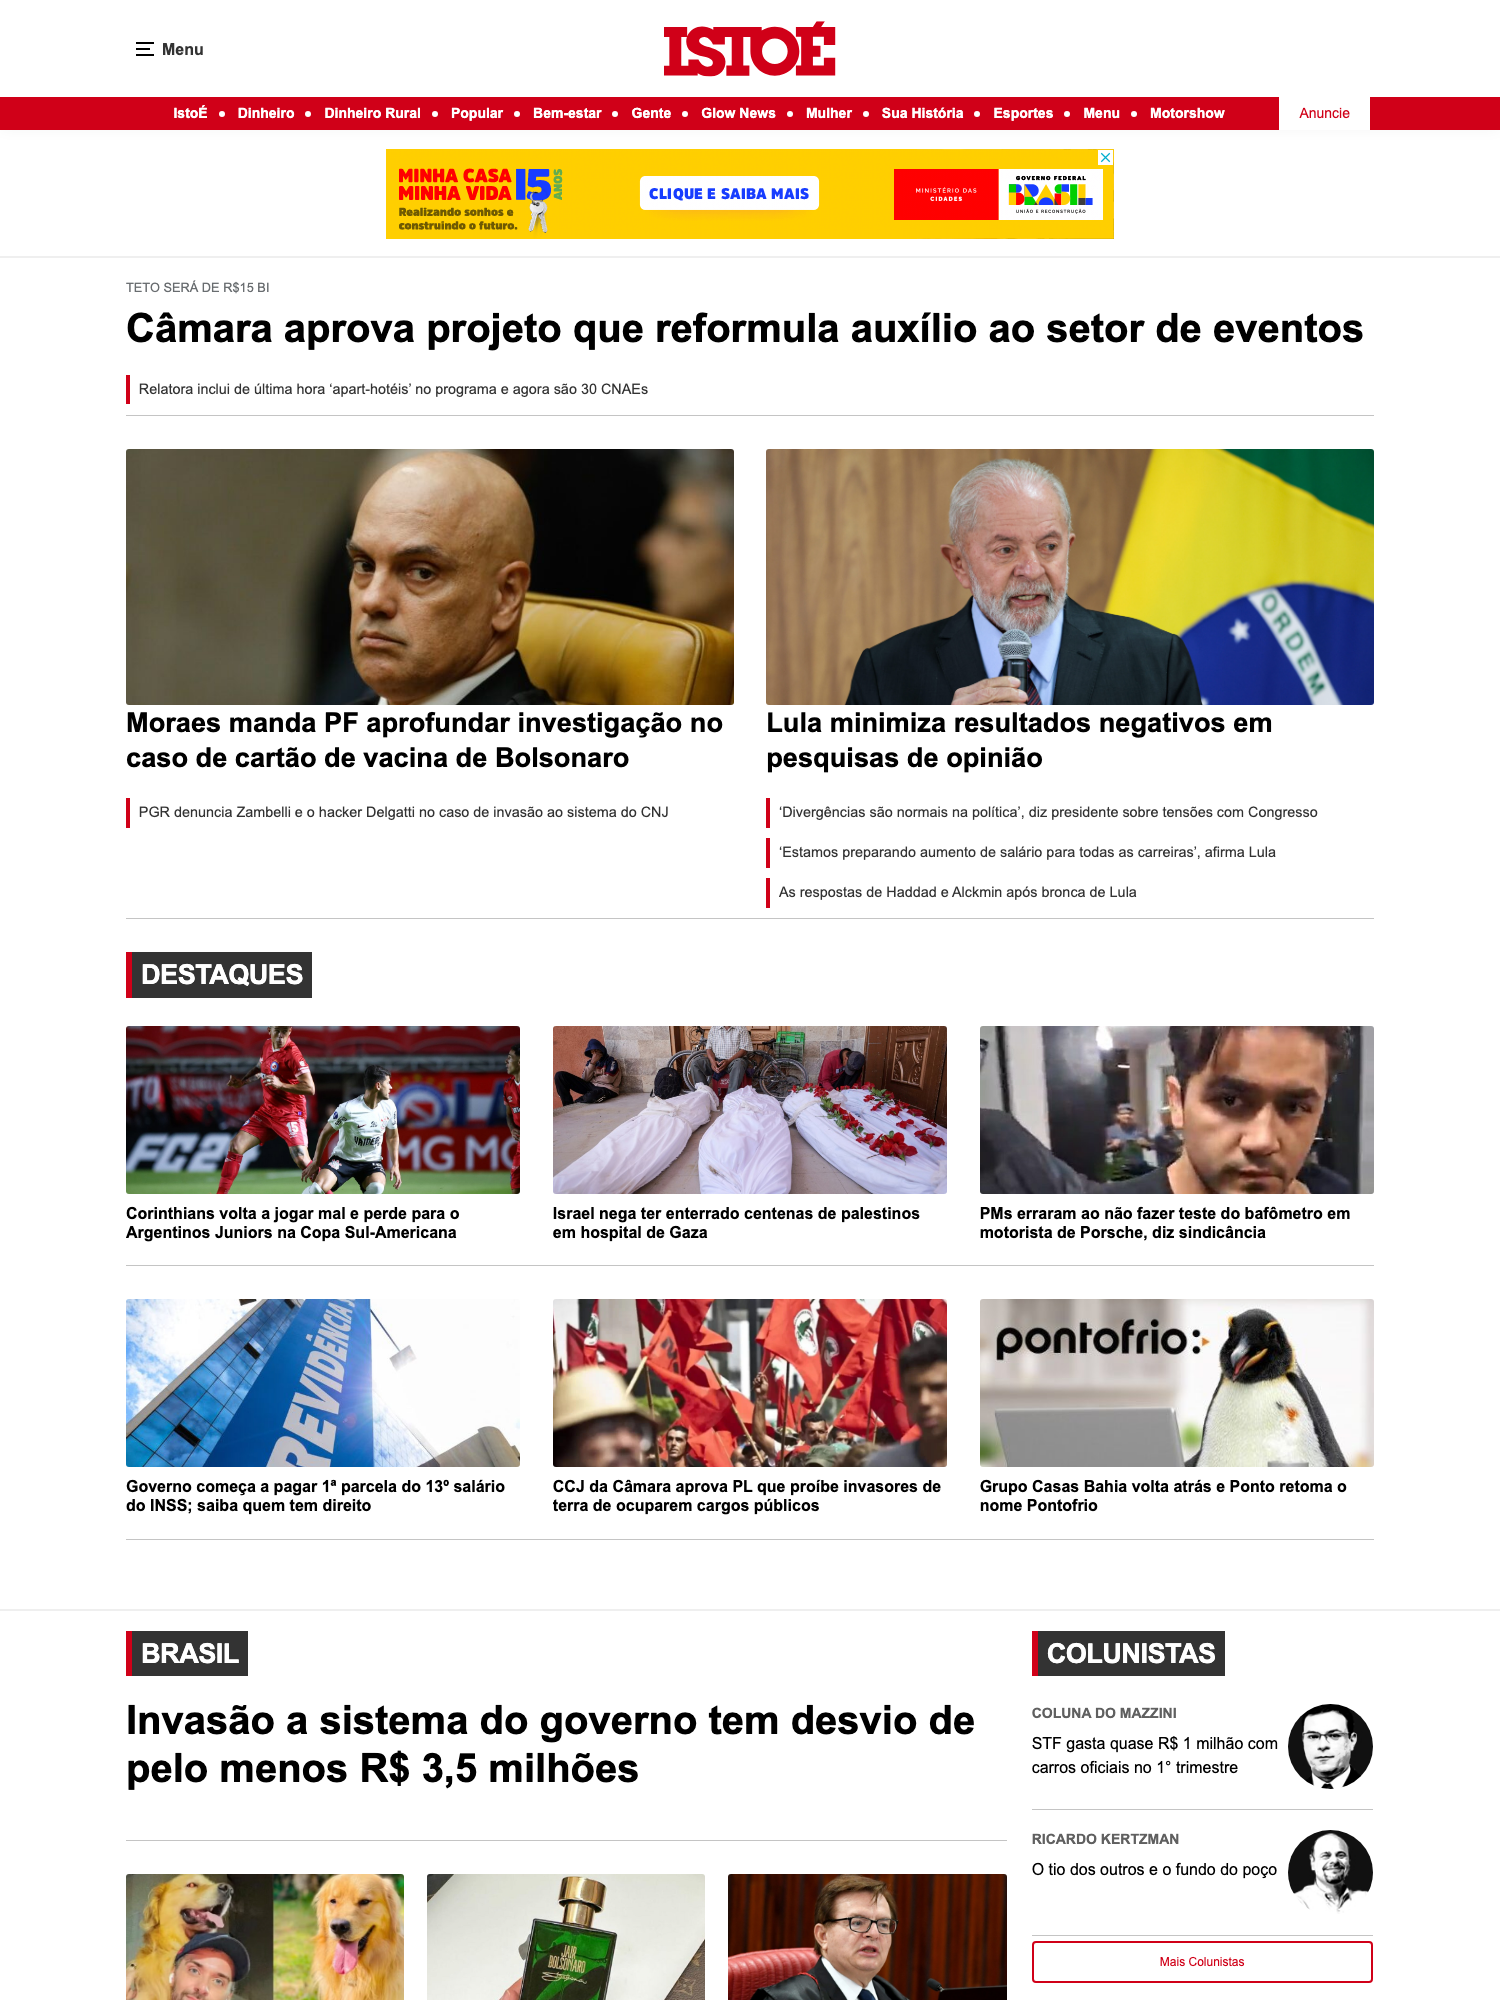 Menu
ISTOÉ
IstoÉ • Dinheiro • Dinheiro Rural • Popular • Bem-estar • Gente • Glow News • Mulher • Sua História • Esportes • Menu • Motorshow
Anuncie
MINHA CASA
MINHA VIDA 15 ANOS
Realizando sonhos e
construindo o futuro.
CLIQUE E SAIBA MAIS
MINISTÉRIO DAS
CIDADES
GOVERNO FEDERAL
BRASIL
UNIÃO E RECONSTRUÇÃO
TETO SERÁ DE R$15 BI
Câmara aprova projeto que reformula auxílio ao setor de eventos
Relatora inclui de última hora ‘apart-hotéis’ no programa e agora são 30 CNAEs
ORDEM
Moraes manda PF aprofundar investigação no
caso de cartão de vacina de Bolsonaro
PGR denuncia Zambelli e o hacker Delgatti no caso de invasão ao sistema do CNJ
Lula minimiza resultados negativos em
pesquisas de opinião
‘Divergências são normais na política’, diz presidente sobre tensões com Congresso
‘Estamos preparando aumento de salário para todas as carreiras’, afirma Lula
As respostas de Haddad e Alckmin após bronca de Lula
DESTAQUES
15
FC24
MG MO
Corinthians volta a jogar mal e perde para o
Argentinos Juniors na Copa Sul-Americana
Israel nega ter enterrado centenas de palestinos
em hospital de Gaza
PMs erraram ao não fazer teste do bafômetro em
motorista de Porsche, diz sindicância
REVIDÊNCIA
pontofrio:
Governo começa a pagar 1ª parcela do 13º salário
do INSS; saiba quem tem direito
CCJ da Câmara aprova PL que proíbe invasores de
terra de ocuparem cargos públicos
Grupo Casas Bahia volta atrás e Ponto retoma o
nome Pontofrio
BRASIL
Invasão a sistema do governo tem desvio de
pelo menos R$ 3,5 milhões
JAIR
BOLSONARO
COLUNISTAS
COLUNA DO MAZZINI
STF gasta quase R$ 1 milhão com
carros oficiais no 1° trimestre
RICARDO KERTZMAN
O tio dos outros e o fundo do poço
Mais Colunistas